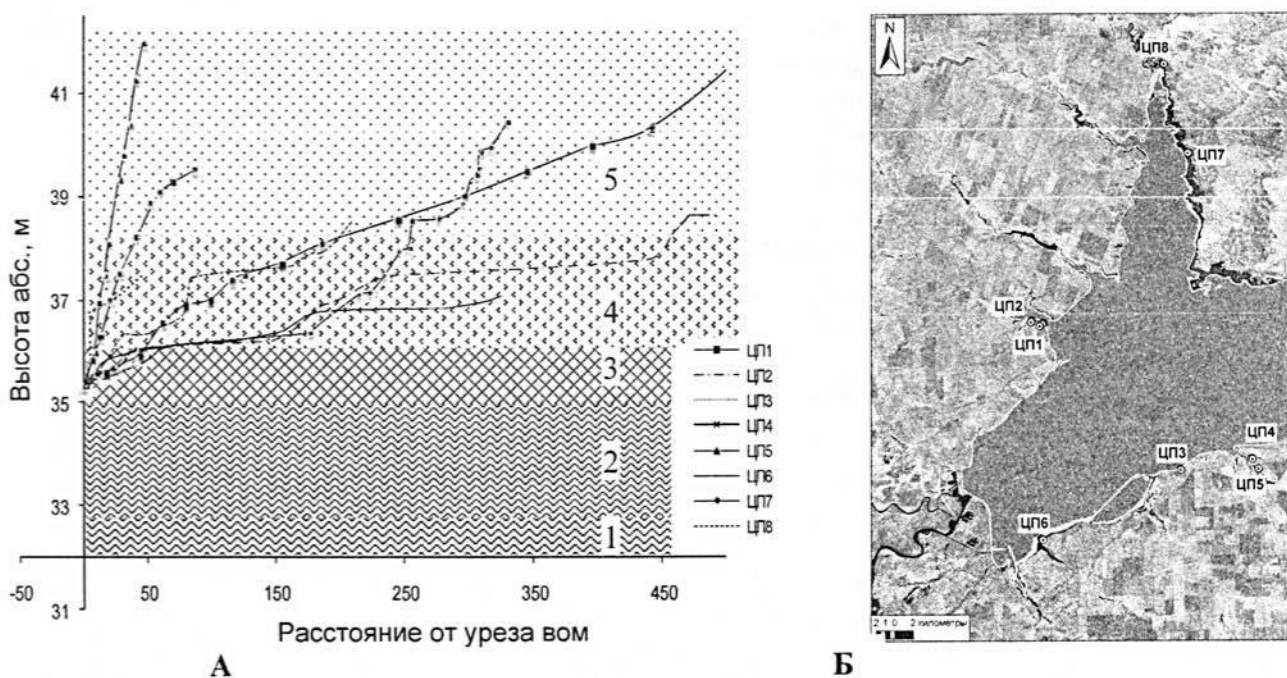 Высота абс., м
41
39
37
35
33
31
-50
50
150
250
350
450
5
4
3
2
1
ЦП1
ЦП2
ЦП3
ЦП4
ЦП5
ЦП6
ЦП7
ЦП8
Расстояние от уреза вом
А
N
ЦП8
ЦП7
ЦП2
ЦП1
ЦП4
ЦП3
ЦП5
ЦП6
2 1 0 2 километры
Б